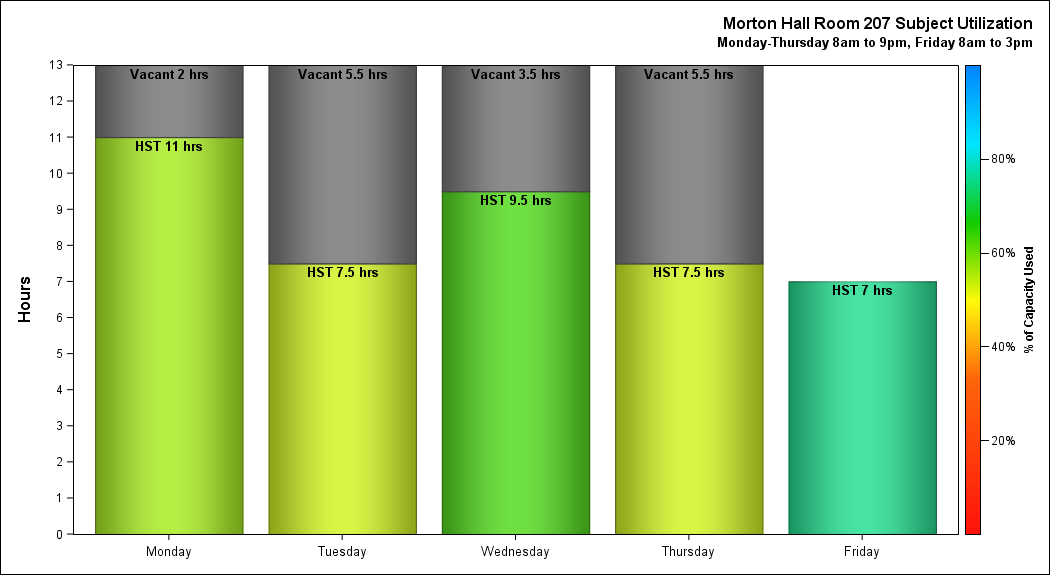 Morton Hall Room 207 Subject Utilization
Monday-Thursday 8am to 9pm, Friday 8am to 3pm
Hours
13
12
11
10
9
8
7
6
5
4
3
2
1
0
Vacant 2 hrs
HST 11 hrs
Vacant 5.5 hrs
HST 7.5 hrs
Vacant 3.5 hrs
HST 9.5 hrs
Vacant 5.5 hrs
HST 7.5 hrs
HST 7 hrs
Monday
Tuesday
Wednesday
Thursday
Friday
80%
60%
40%
20%
% of Capacity Used